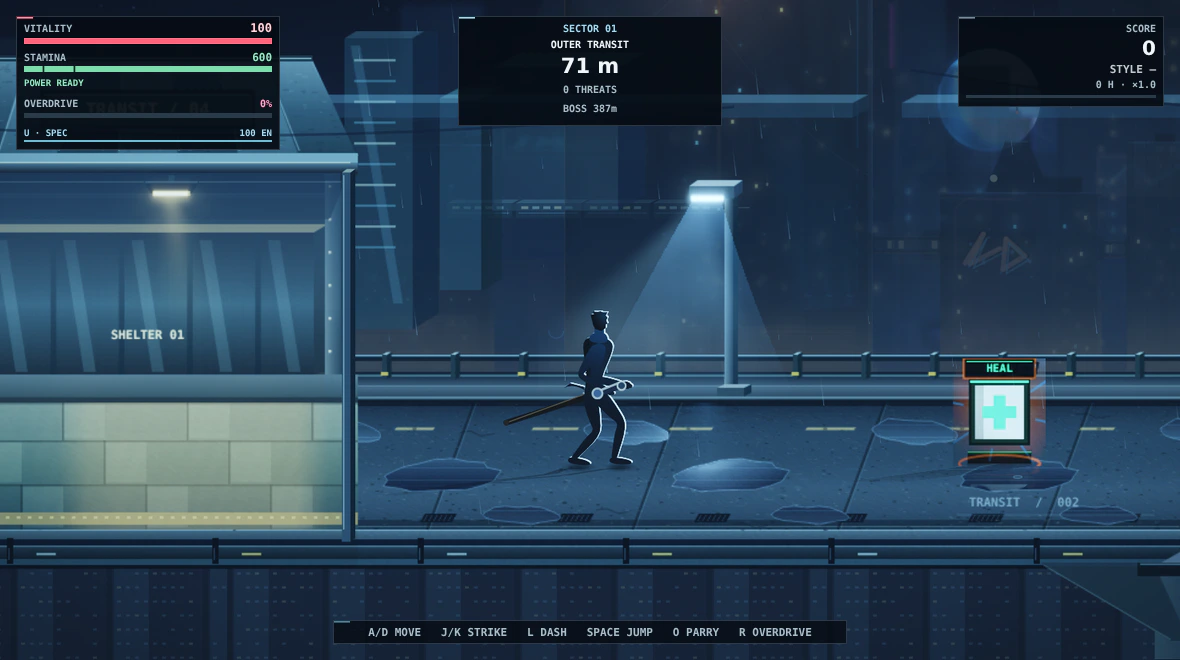 VITALITY 100
STAMINA 600
POWER READY
TRANSIT / 04
OVERDRIVE 0%
U · SPEC 100 EN
SECTOR 01
OUTER TRANSIT
71 m
0 THREATS
BOSS 387m
SCORE
0
STYLE —
0 H · ×1.0
SHELTER 01
HEAL
TRANSIT / 002
A/D MOVE J/K STRIKE L DASH SPACE JUMP O PARRY R OVERDRIVE